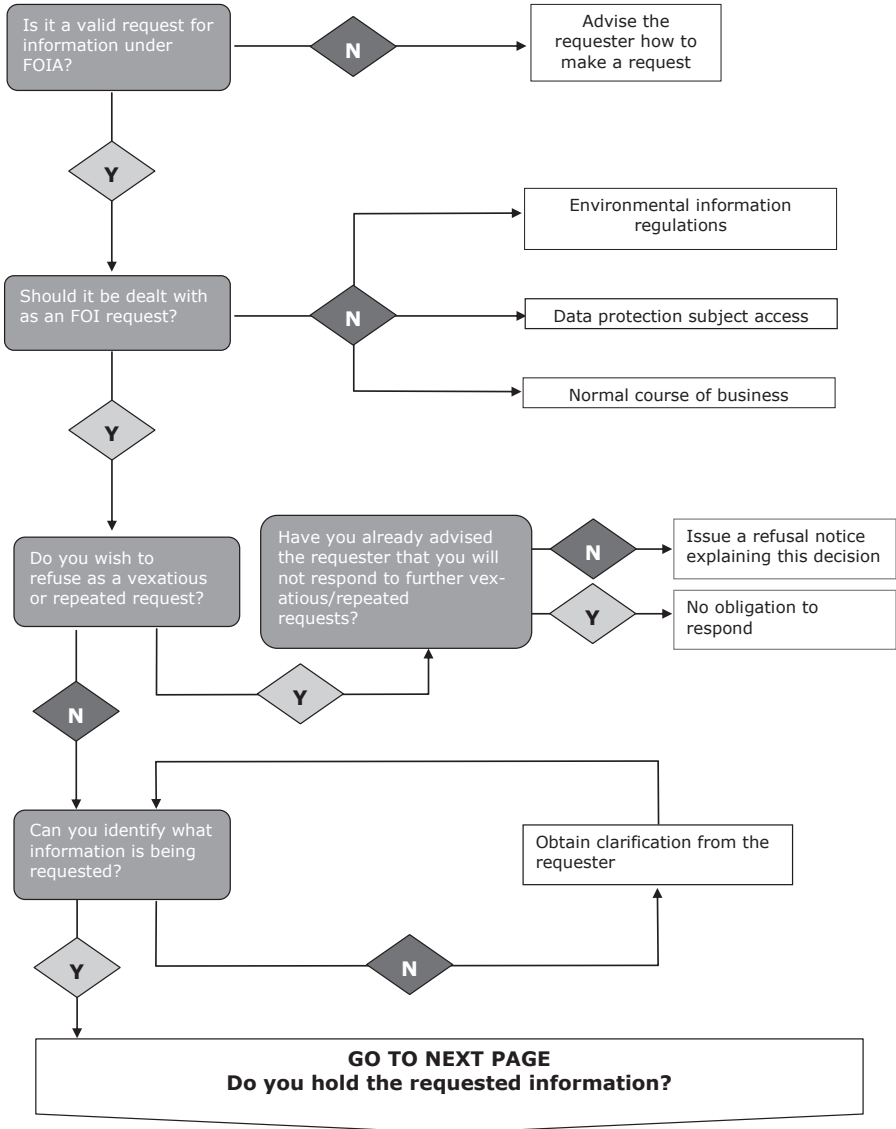 Is it a valid request for
information under
FOIA?
N
Advise the
requester how to
make a request
Y
Environmental information
regulations
Should it be dealt with
as an FOI request?
N
Data protection subject access
Normal course of business
Y
Do you wish to
refuse as a vexatious
or repeated request?
Have you already advised
the requester that you will
not respond to further vex-
atious/repeated
requests?
N
Issue a refusal notice
explaining this decision
Y
No obligation to
respond
Y
N
Can you identify what
information is being
requested?
Obtain clarification from the
requester
Y
N
GO TO NEXT PAGE
Do you hold the requested information?